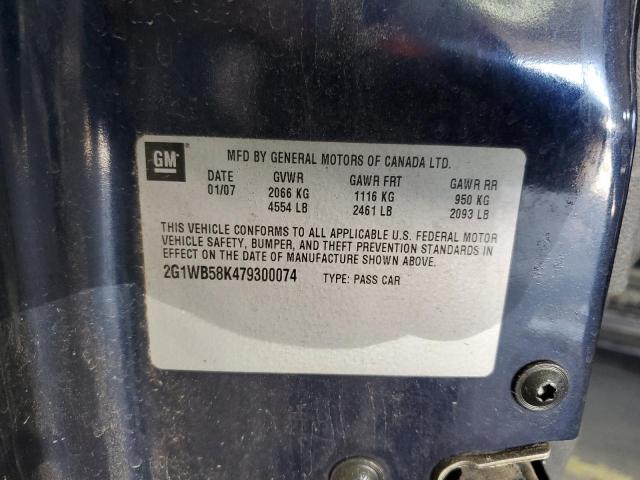 GM MFD BY GENERAL MOTORS OF CANADA LTD.
DATE GVWR GAWR FRT GAWR RR
01/07 2066 KG 1116 KG 950 KG
4554 LB 2461 LB 2093 LB
THIS VEHICLE CONFORMS TO ALL APPLICABLE U.S. FEDERAL MOTOR
VEHICLE SAFETY, BUMPER, AND THEFT PREVENTION STANDARDS IN
EFFECT ON THE DATE OF MANUFACTURE SHOWN ABOVE.
2G1WB58K479300074 TYPE: PASS CAR